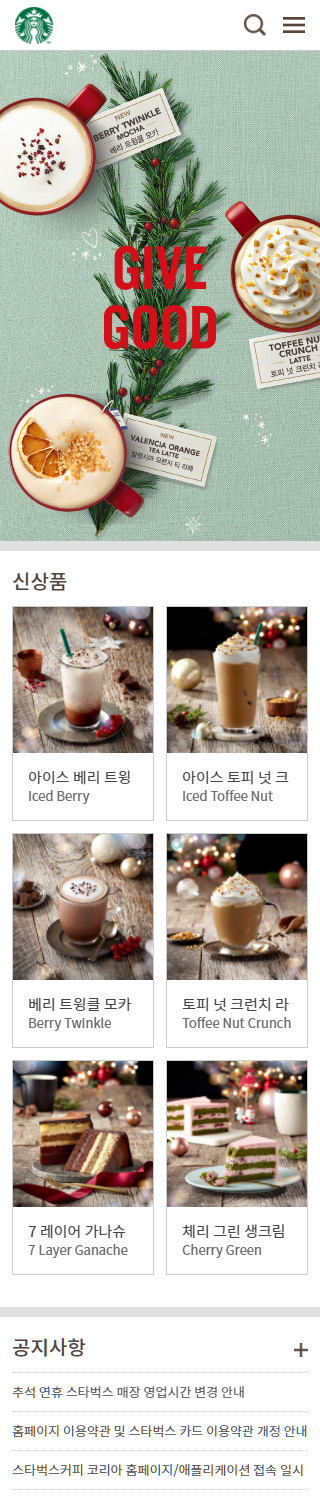 NEW
BERRY TWINKLE
MOCHA
베리 트윙클 모카
GIVE
GOOD
TOFFEE NUT
CRUNCH
LATTE
토피 넛 크런치
NEW
VALENCIA ORANGE
TEA LATTE
발렌시아 오렌지 티 라떼
신상품
아이스 베리 트윙
Iced Berry
아이스 토피 넛 크
Iced Toffee Nut
베리 트윙클 모카
Berry Twinkle
토피 넛 크런치 라
Toffee Nut Crunch
7 레이어 가나슈
7 Layer Ganache
체리 그린 생크림
Cherry Green
공지사항
추석 연휴 스타벅스 매장 영업시간 변경 안내
홈페이지 이용약관 및 스타벅스 카드 이용약관 개정 안내
스타벅스커피 코리아 홈페이지/애플리케이션 접속 일시